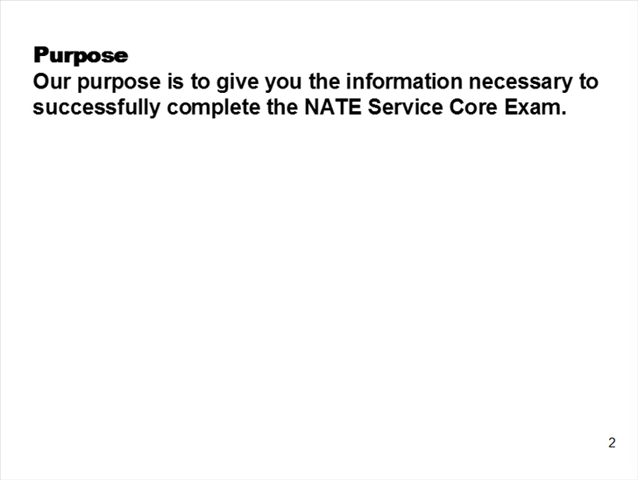 Purpose
Our purpose is to give you the information necessary to
successfully complete the NATE Service Core Exam.
2